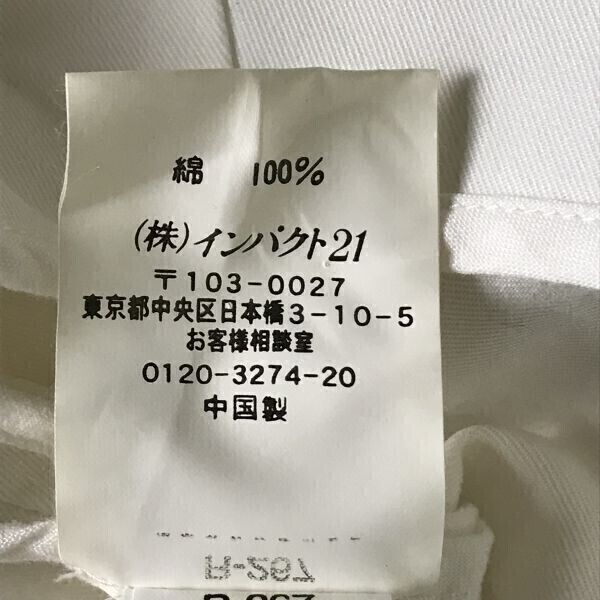 綿 100%
(株)インパクト21
〒103-0027
東京都中央区日本橋3-10-5
お客様相談室
0120-3274-20
中国製
R-267